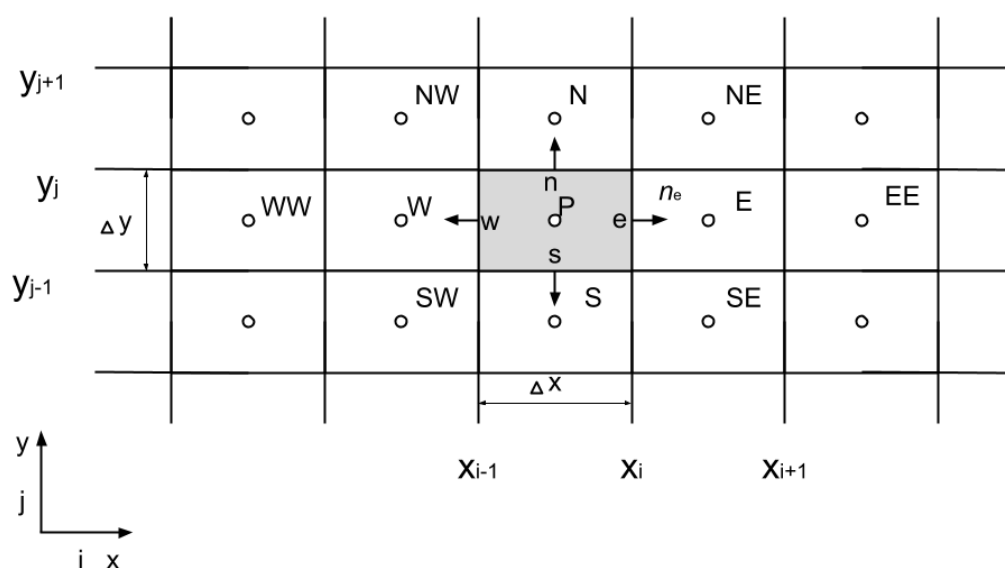 y_{j+1}
NW N NE
y_j
n n_e
WW W w P e E EE
Δy
s
y_{j-1}
SW S SE
Δx
x_{i-1} x_i x_{i+1}
y
j
i x